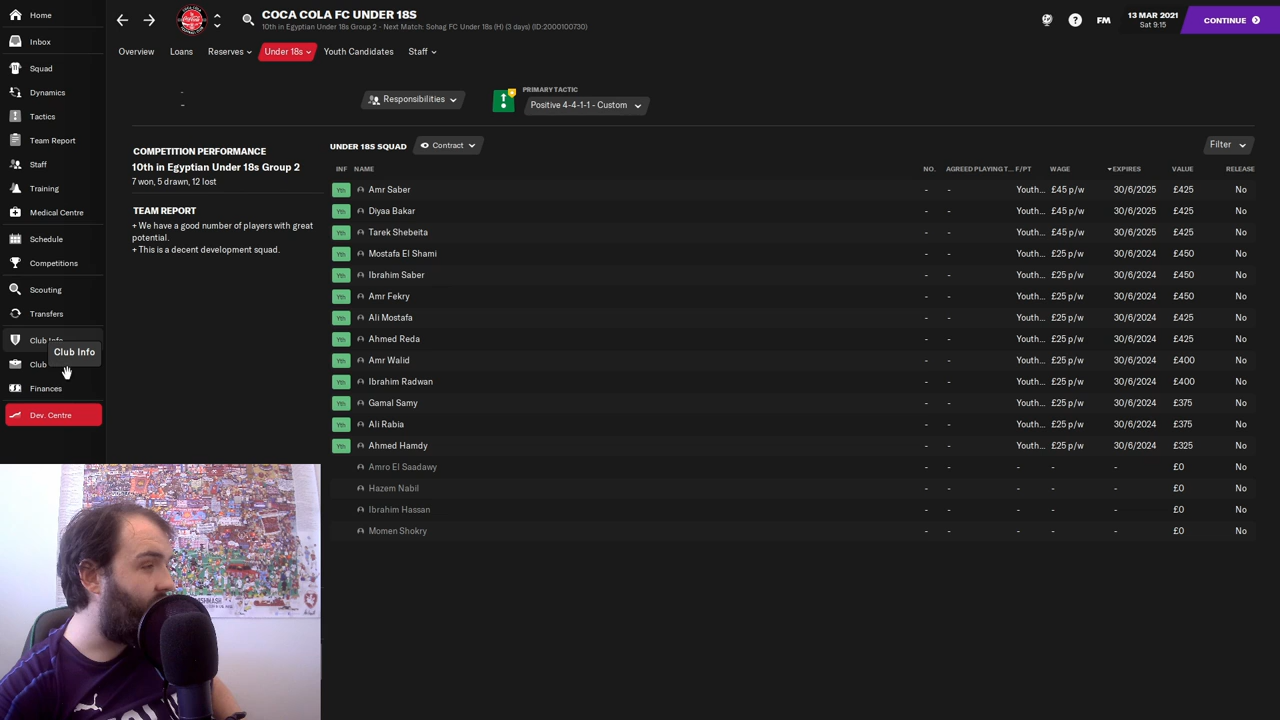 Home
COCA COLA FC UNDER 18S
10th in Egyptian Under 18s Group 2 - Next Match: Sohag FC Under 18s (H) (3 days) (ID:2000100730)
FM
13 MAR 2021
Sat 9:15
CONTINUE
Inbox
Squad
Dynamics
Tactics
Team Report
Staff
Training
Medical Centre
Schedule
Competitions
Scouting
Transfers
Club Info
Club Info
Club
Finances
Dev. Centre
Overview Loans Reserves Under 18s Youth Candidates Staff
-
-
Responsibilities
PRIMARY TACTIC
Positive 4-4-1-1 - Custom
COMPETITION PERFORMANCE
10th in Egyptian Under 18s Group 2
7 won, 5 drawn, 12 lost
TEAM REPORT
+ We have a good number of players with great
potential.
+ This is a decent development squad.
UNDER 18S SQUAD Contract Filter
INF NAME NO. AGREED PLAYING T... F/PT WAGE EXPIRES VALUE RELEASE
Yth Amr Saber - - Youth... £45 p/w 30/6/2025 £425 No
Yth Diyaa Bakar - - Youth... £45 p/w 30/6/2025 £425 No
Yth Tarek Shebeita - - Youth... £45 p/w 30/6/2025 £425 No
Yth Mostafa El Shami - - Youth... £25 p/w 30/6/2024 £450 No
Yth Ibrahim Saber - - Youth... £25 p/w 30/6/2024 £450 No
Yth Amr Fekry - - Youth... £25 p/w 30/6/2024 £450 No
Yth Ali Mostafa - - Youth... £25 p/w 30/6/2024 £425 No
Yth Ahmed Reda - - Youth... £25 p/w 30/6/2024 £425 No
Yth Amr Walid - - Youth... £25 p/w 30/6/2024 £400 No
Yth Ibrahim Radwan - - Youth... £25 p/w 30/6/2024 £400 No
Yth Gamal Samy - - Youth... £25 p/w 30/6/2024 £375 No
Yth Ali Rabia - - Youth... £25 p/w 30/6/2024 £375 No
Yth Ahmed Hamdy - - Youth... £25 p/w 30/6/2024 £325 No
Amro El Saadawy - - - - - £0 No
Hazem Nabil - - - - - £0 No
Ibrahim Hassan - - - - - £0 No
Momen Shokry - - - - - £0 No